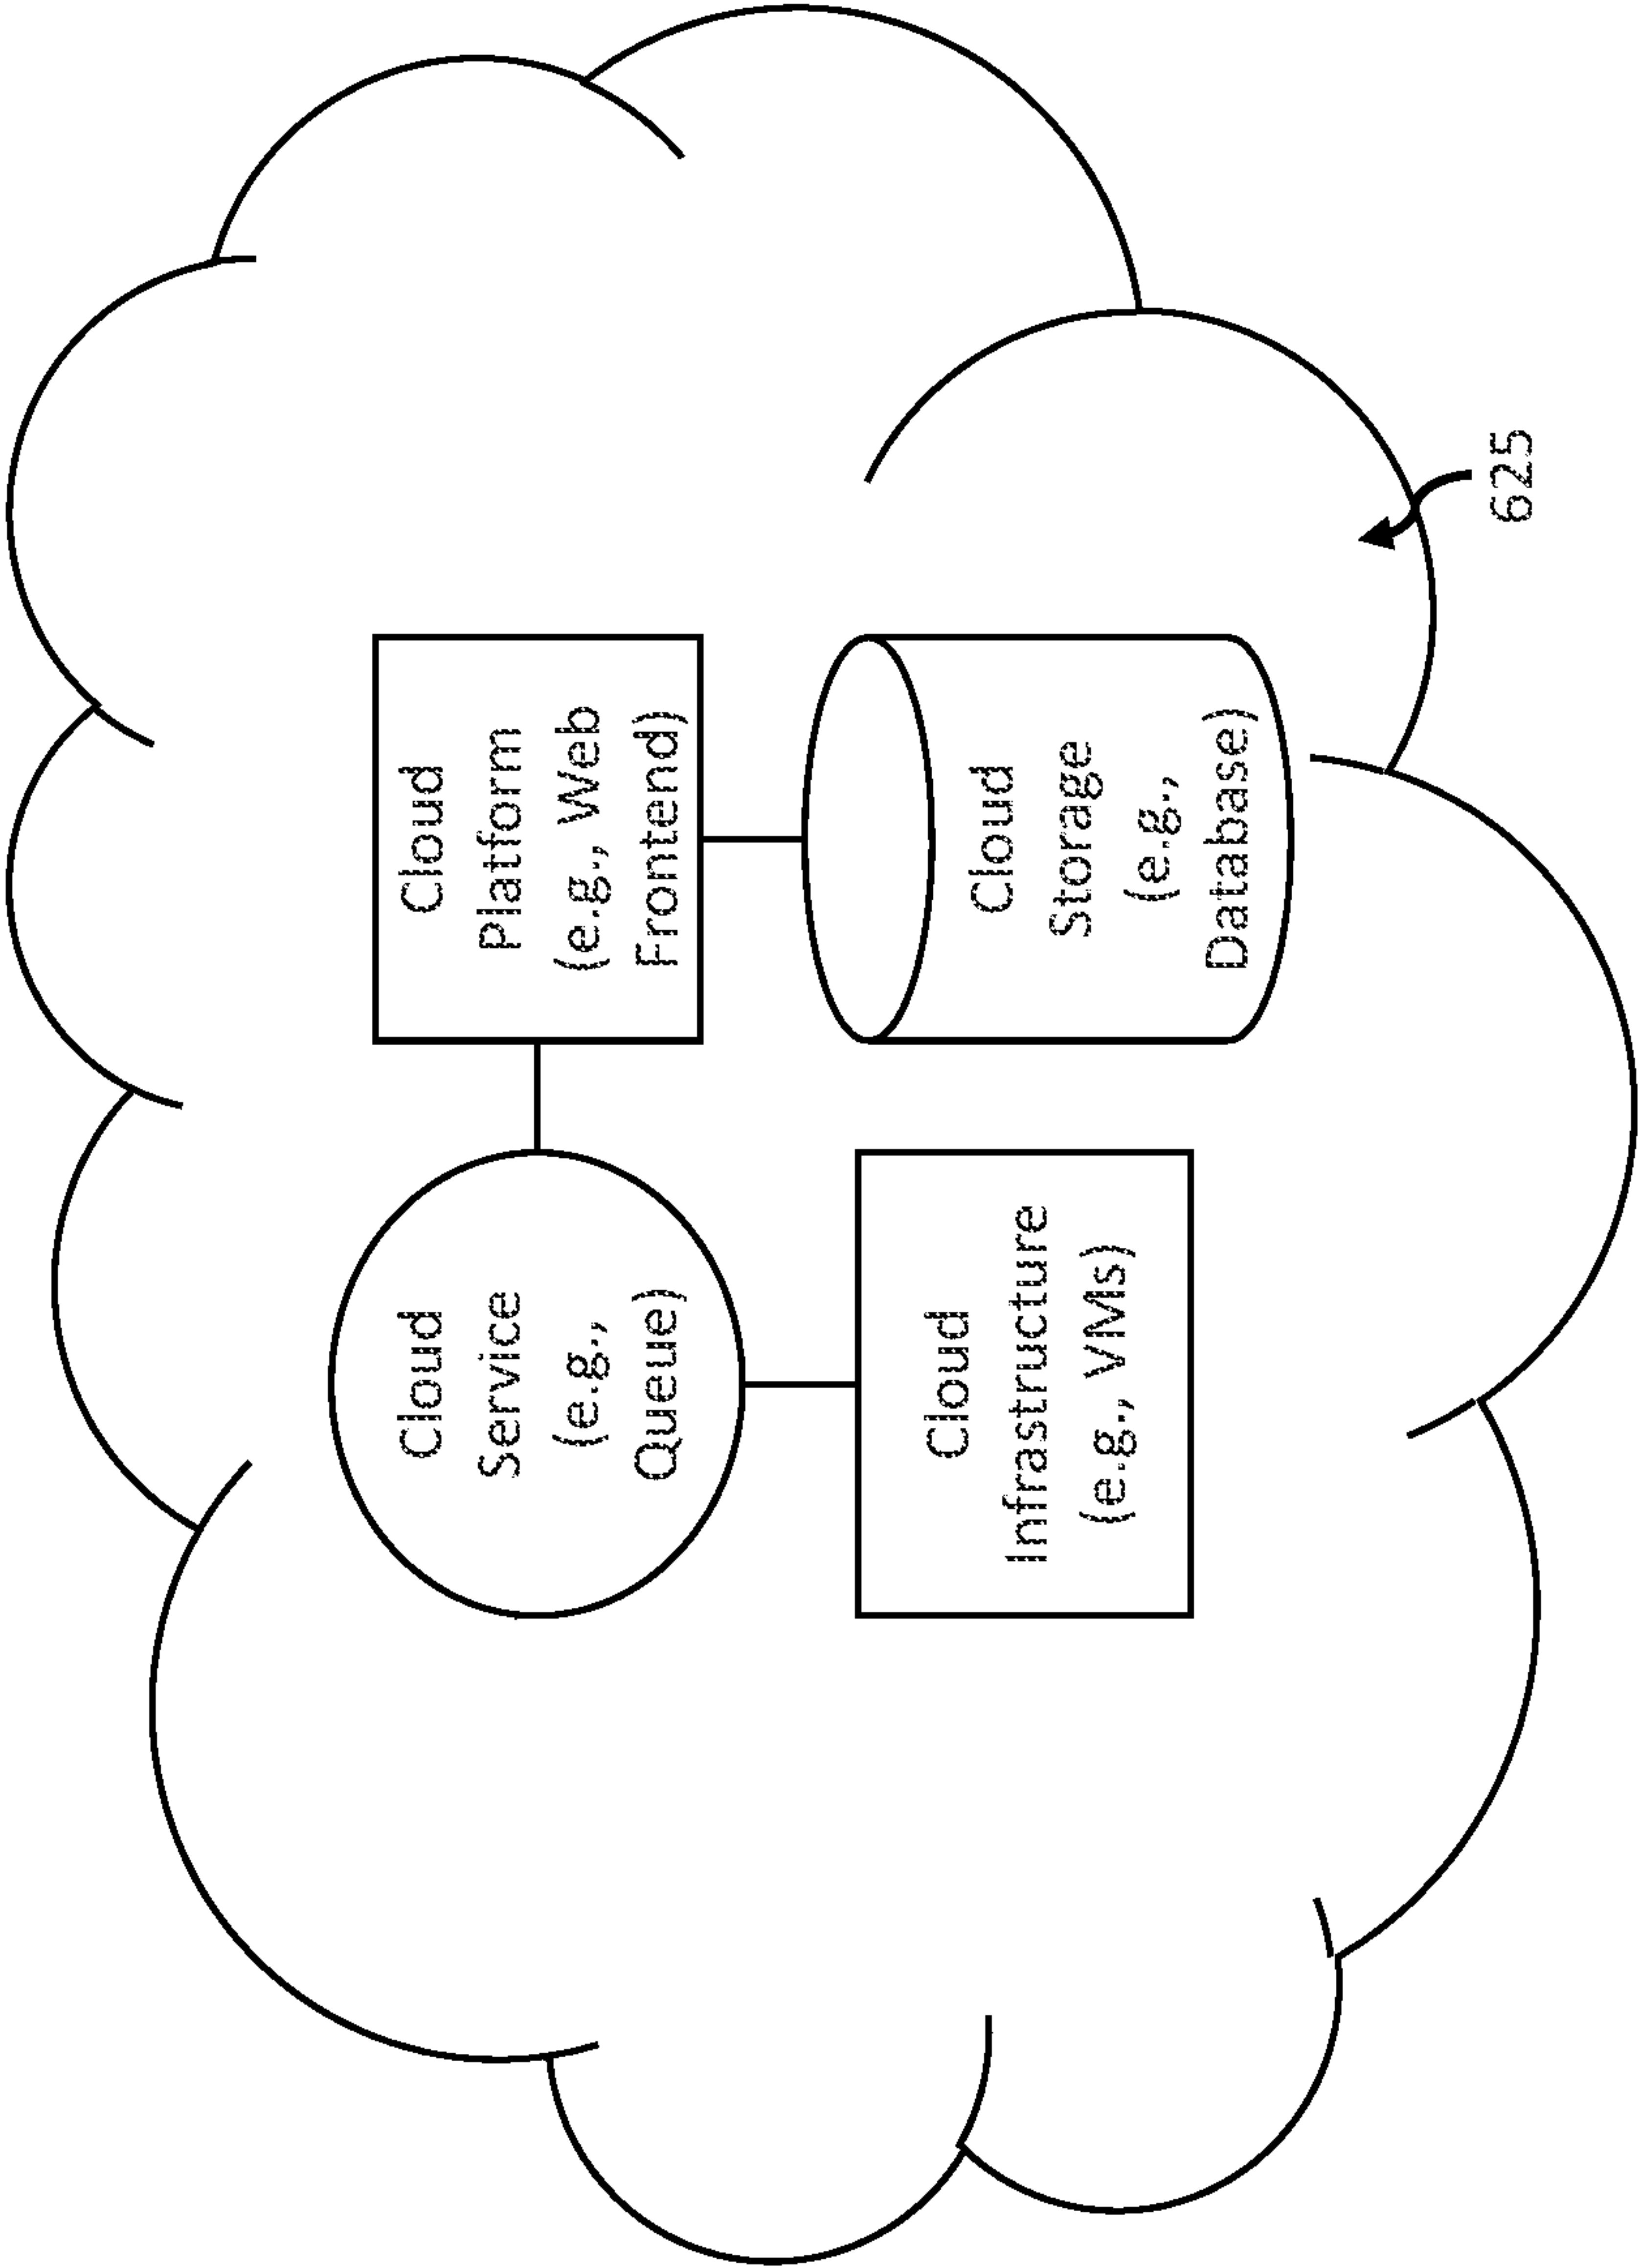 Cloud
Service
(e.g.,
Queue)
Cloud
Platform
(e.g., Web
Frontend)
Cloud
Infrastructure
(e.g., VMs)
Cloud
Storage
(e.g.,
Database)
625